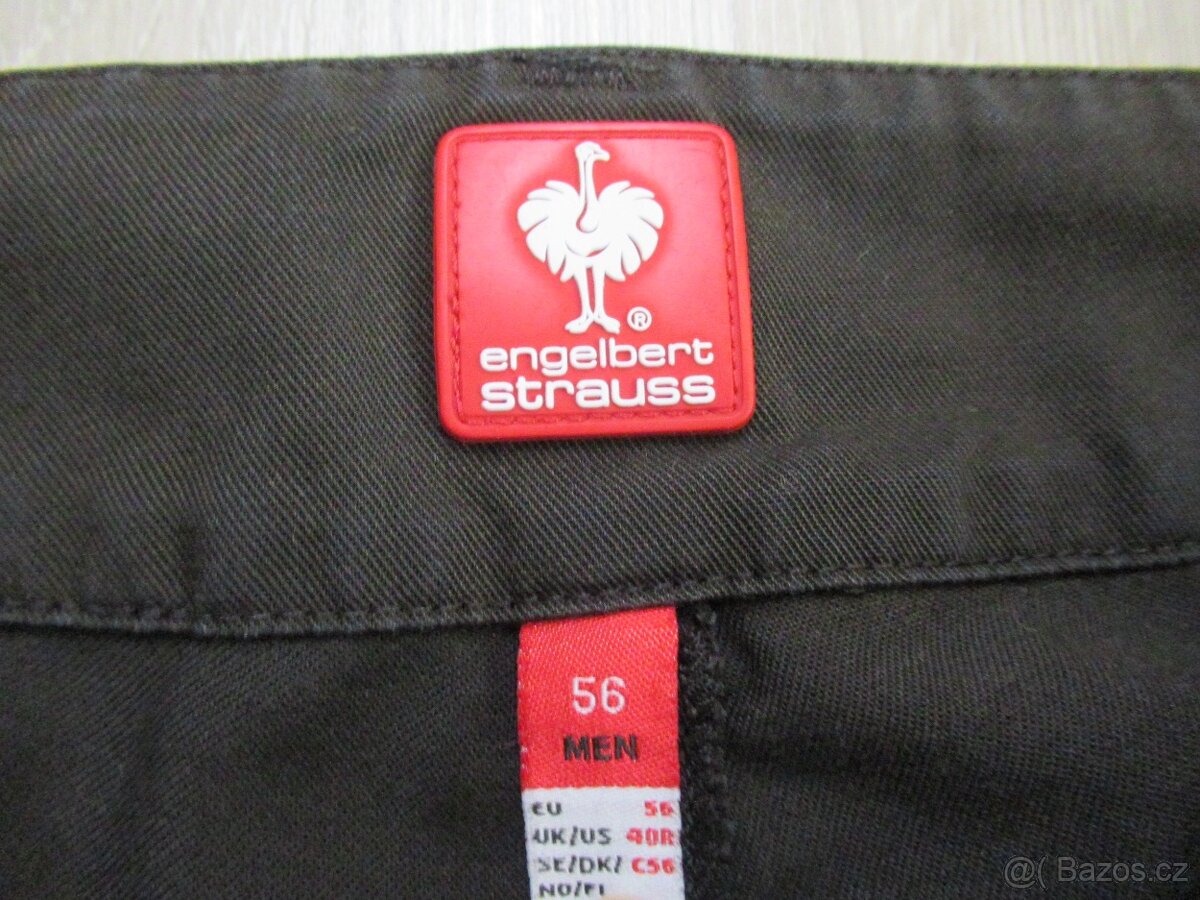 ®
engelbert
strauss
56
MEN
EU 56
UK/US 40R
SE/DK/ C56
NO/FI
@( Bazos.cz